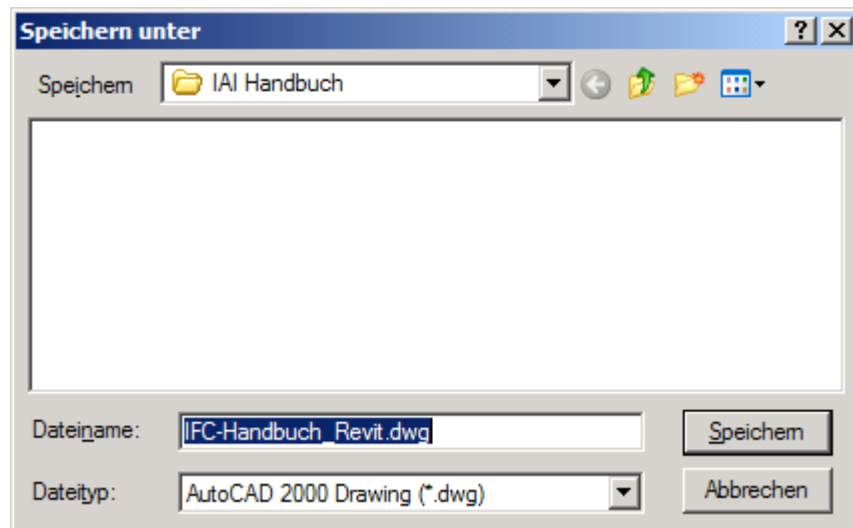 Speichern unter
Speichern IAI Handbuch
Dateiname: IFC-Handbuch_Revit.dwg Speichern
Dateityp: AutoCAD 2000 Drawing (*.dwg) Abbrechen